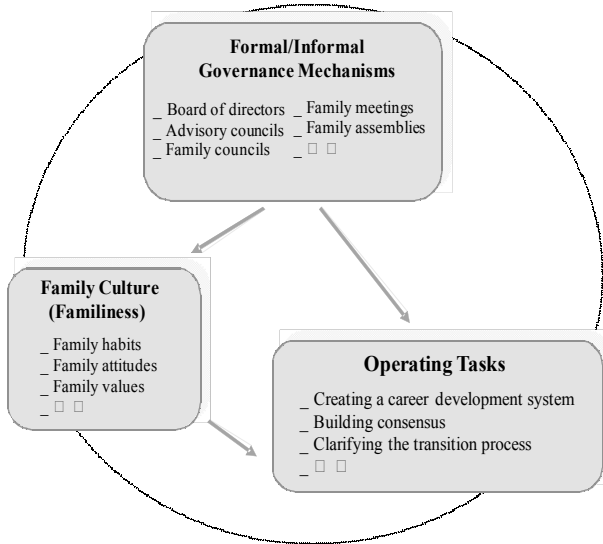 Formal/Informal
Governance Mechanisms
_ Board of directors
_ Advisory councils
_ Family councils
_ Family meetings
_ Family assemblies
_ □ □
Family Culture
(Familiness)
_ Family habits
_ Family attitudes
_ Family values
_ □ □
Operating Tasks
_ Creating a career development system
_ Building consensus
_ Clarifying the transition process
_ □ □